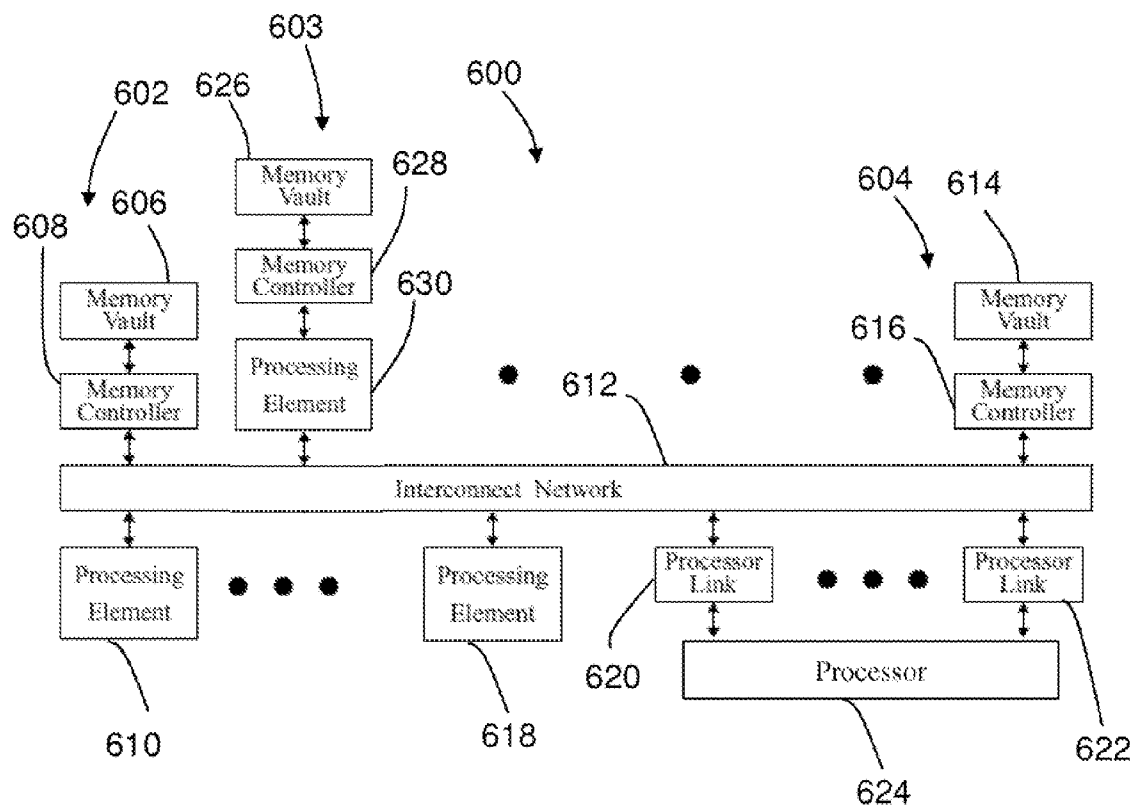 603
600
626
602
Memory
Vault
628
604
614
606
608
Memory
Controller
630
Memory
Vault
Memory
Vault
616
Processing
Element
612
Memory
Controller
Memory
Controller
Interconnect Network
Processing
Element
Processing
Element
Processor
Link
Processor
Link
620
Processor
610
618
622
624